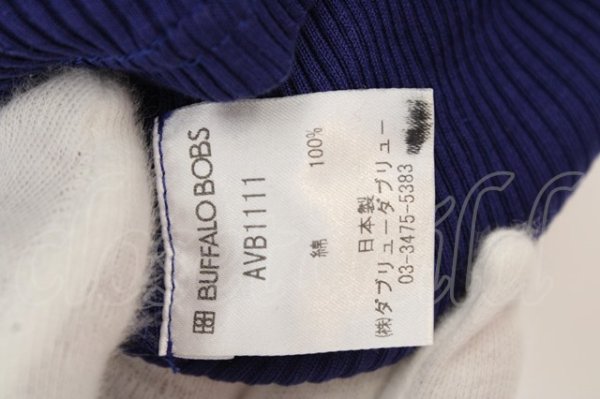 BUFFALO BOBS
AVB1111
綿 100%
日本製
㈱ダブリューダブリュー
03-3475-5383